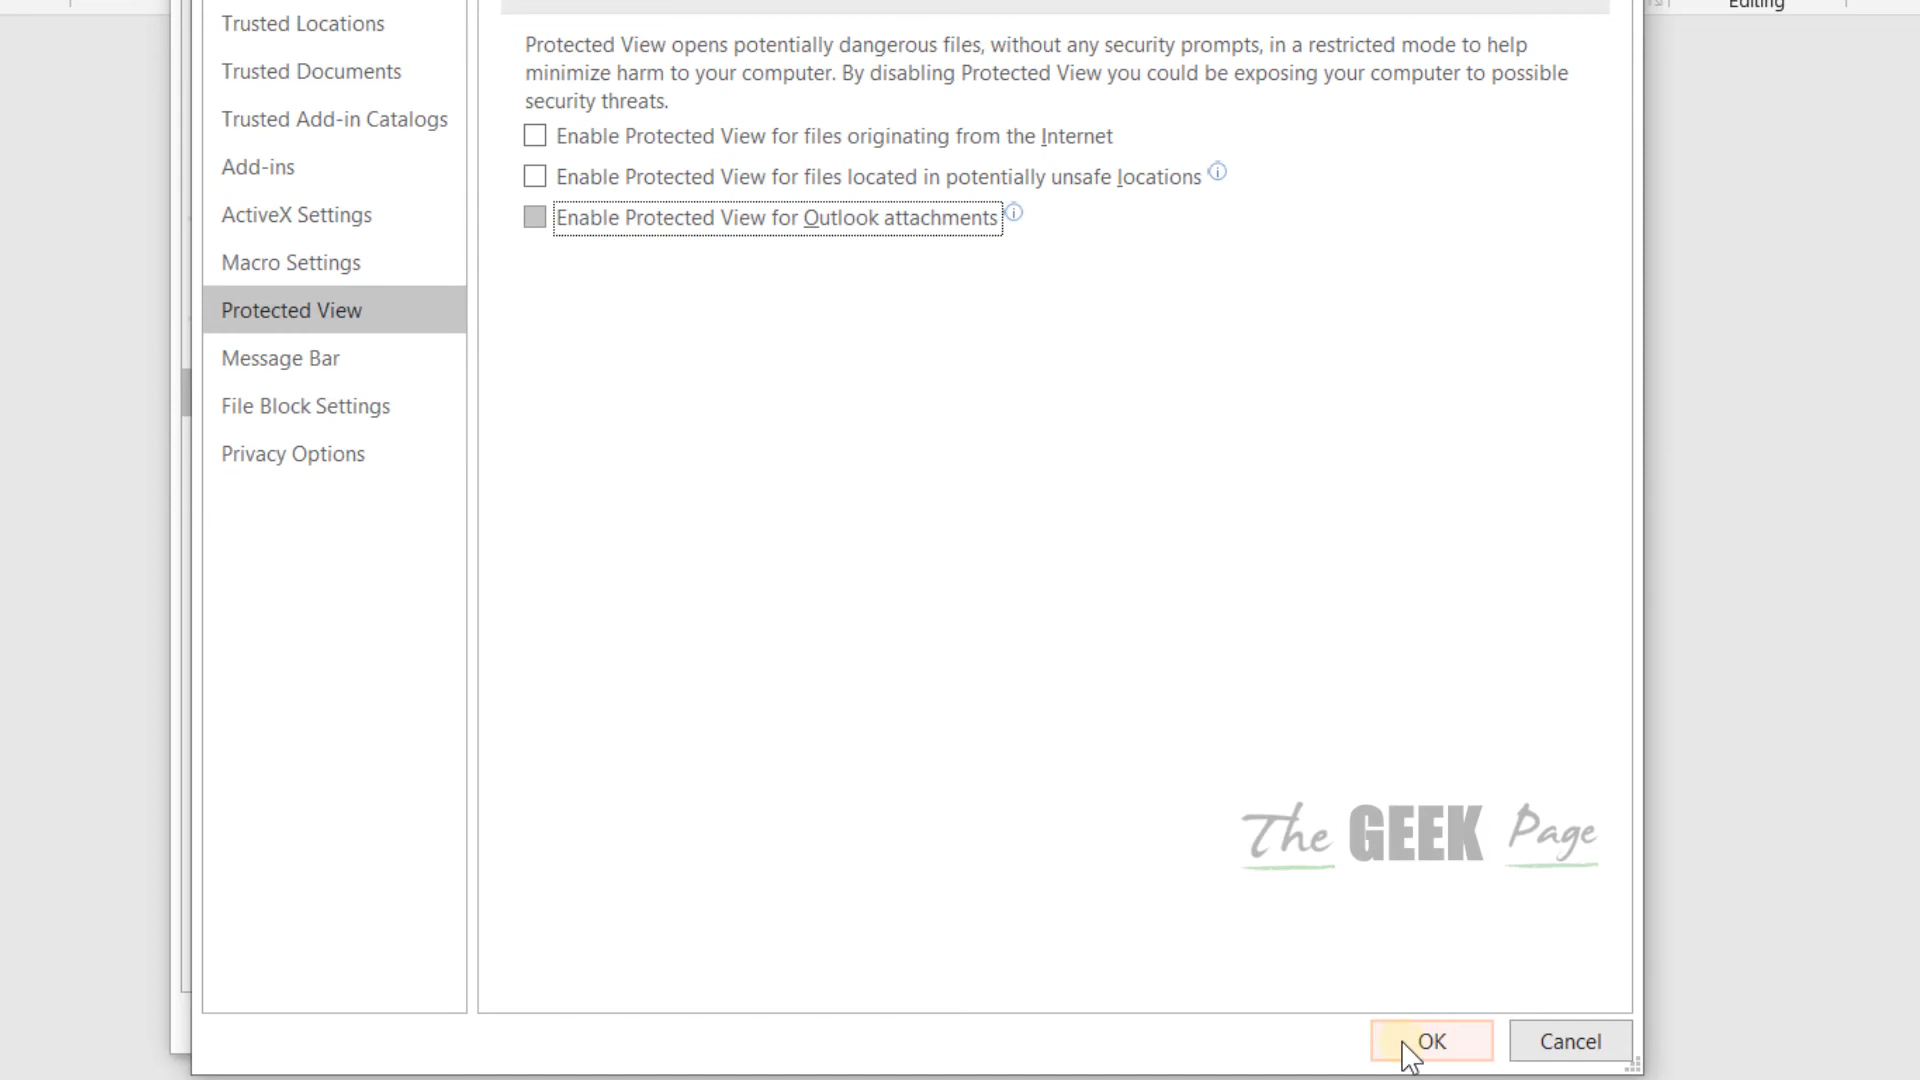 Editing
Trusted Locations
Trusted Documents
Trusted Add-in Catalogs
Add-ins
ActiveX Settings
Macro Settings
Protected View
Message Bar
File Block Settings
Privacy Options
Protected View opens potentially dangerous files, without any security prompts, in a restricted mode to help
minimize harm to your computer. By disabling Protected View you could be exposing your computer to possible
security threats.
Enable Protected View for files originating from the Internet
Enable Protected View for files located in potentially unsafe locations
Enable Protected View for Outlook attachments
The GEEK Page
OK
Cancel